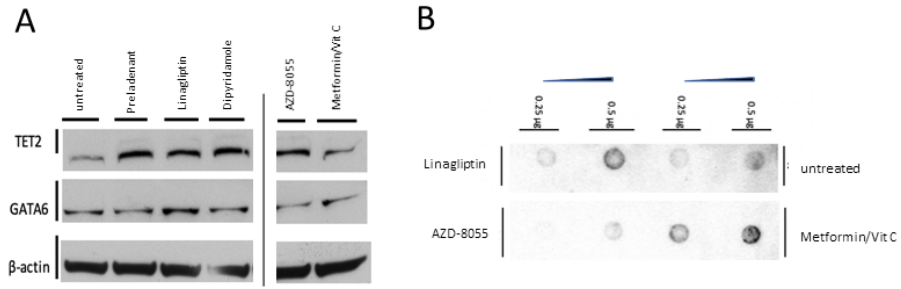 A
untreated
Preladenant
Linagliptin
Dipyridamole
AZD-8055
Metformin/Vit C
TET2
GATA6
β-actin
B
0.25 µg
0.5 µg
0.25 µg
0.5 µg
Linagliptin
untreated
AZD-8055
Metformin/Vit C